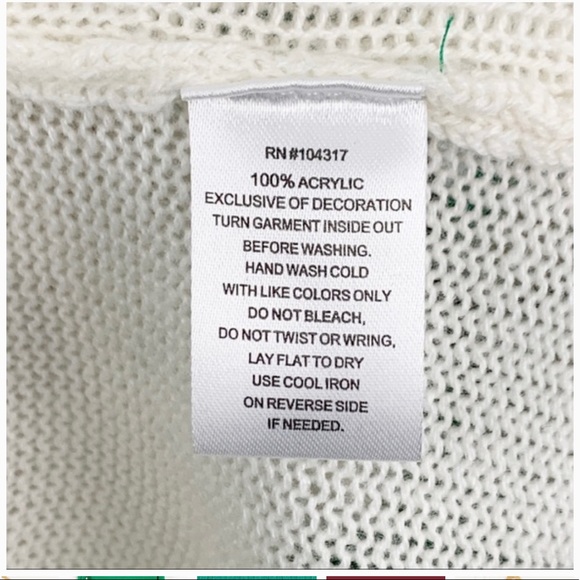 RN #104317
100% ACRYLIC
EXCLUSIVE OF DECORATION
TURN GARMENT INSIDE OUT
BEFORE WASHING.
HAND WASH COLD
WITH LIKE COLORS ONLY
DO NOT BLEACH,
DO NOT TWIST OR WRING,
LAY FLAT TO DRY
USE COOL IRON
ON REVERSE SIDE
IF NEEDED.